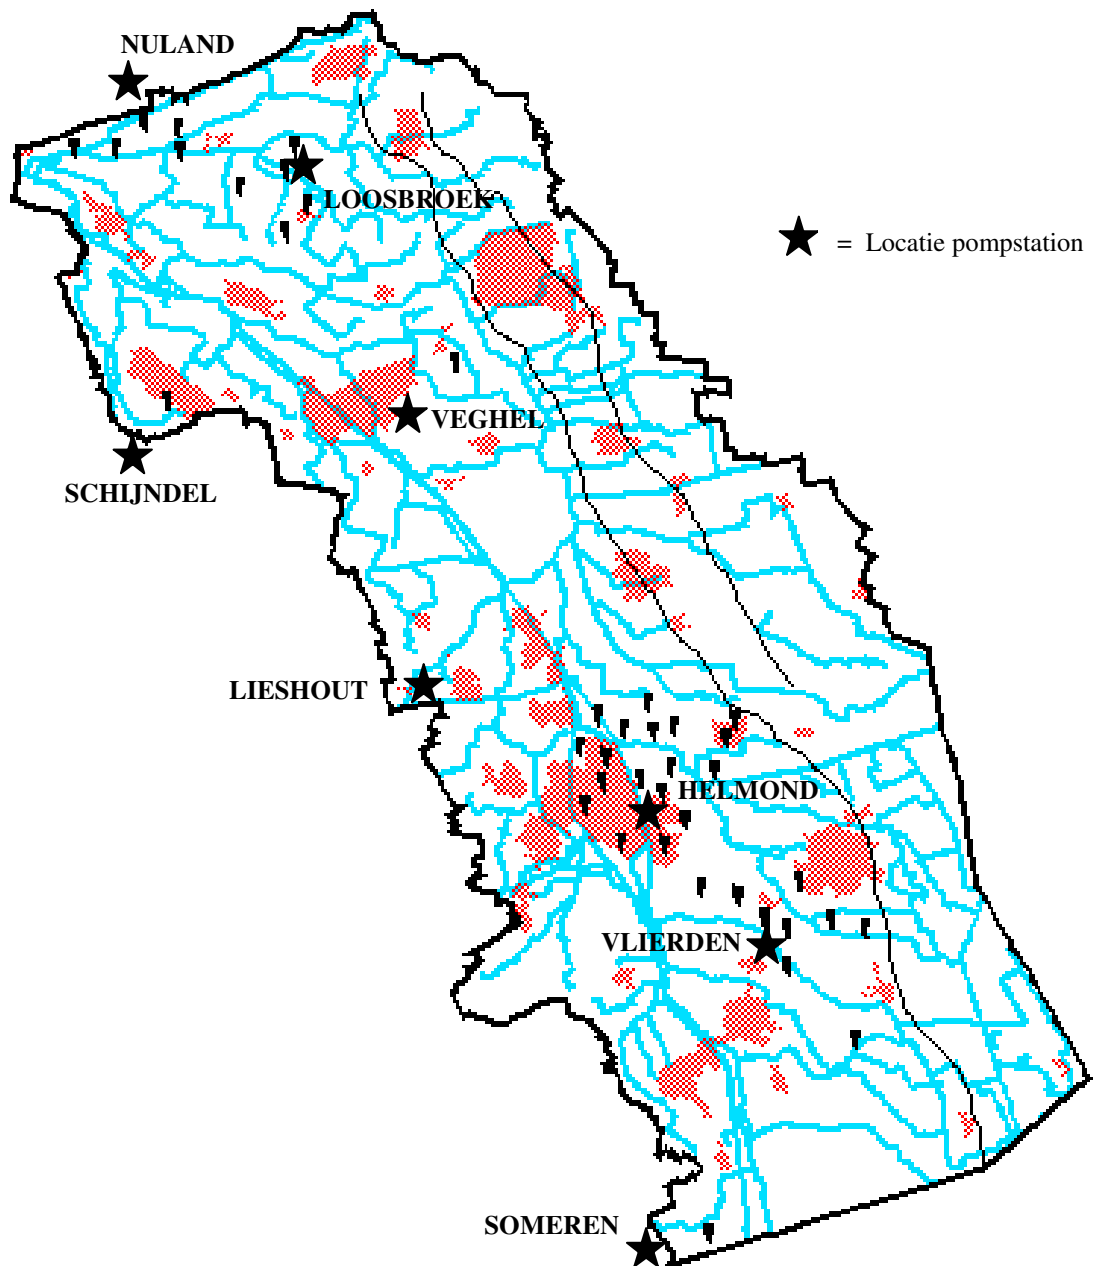 NULAND
LOOSBROEK
= Locatie pompstation
VEGHEL
SCHIJNDEL
LIESHOUT
HELMOND
VLIERDEN
SOMEREN